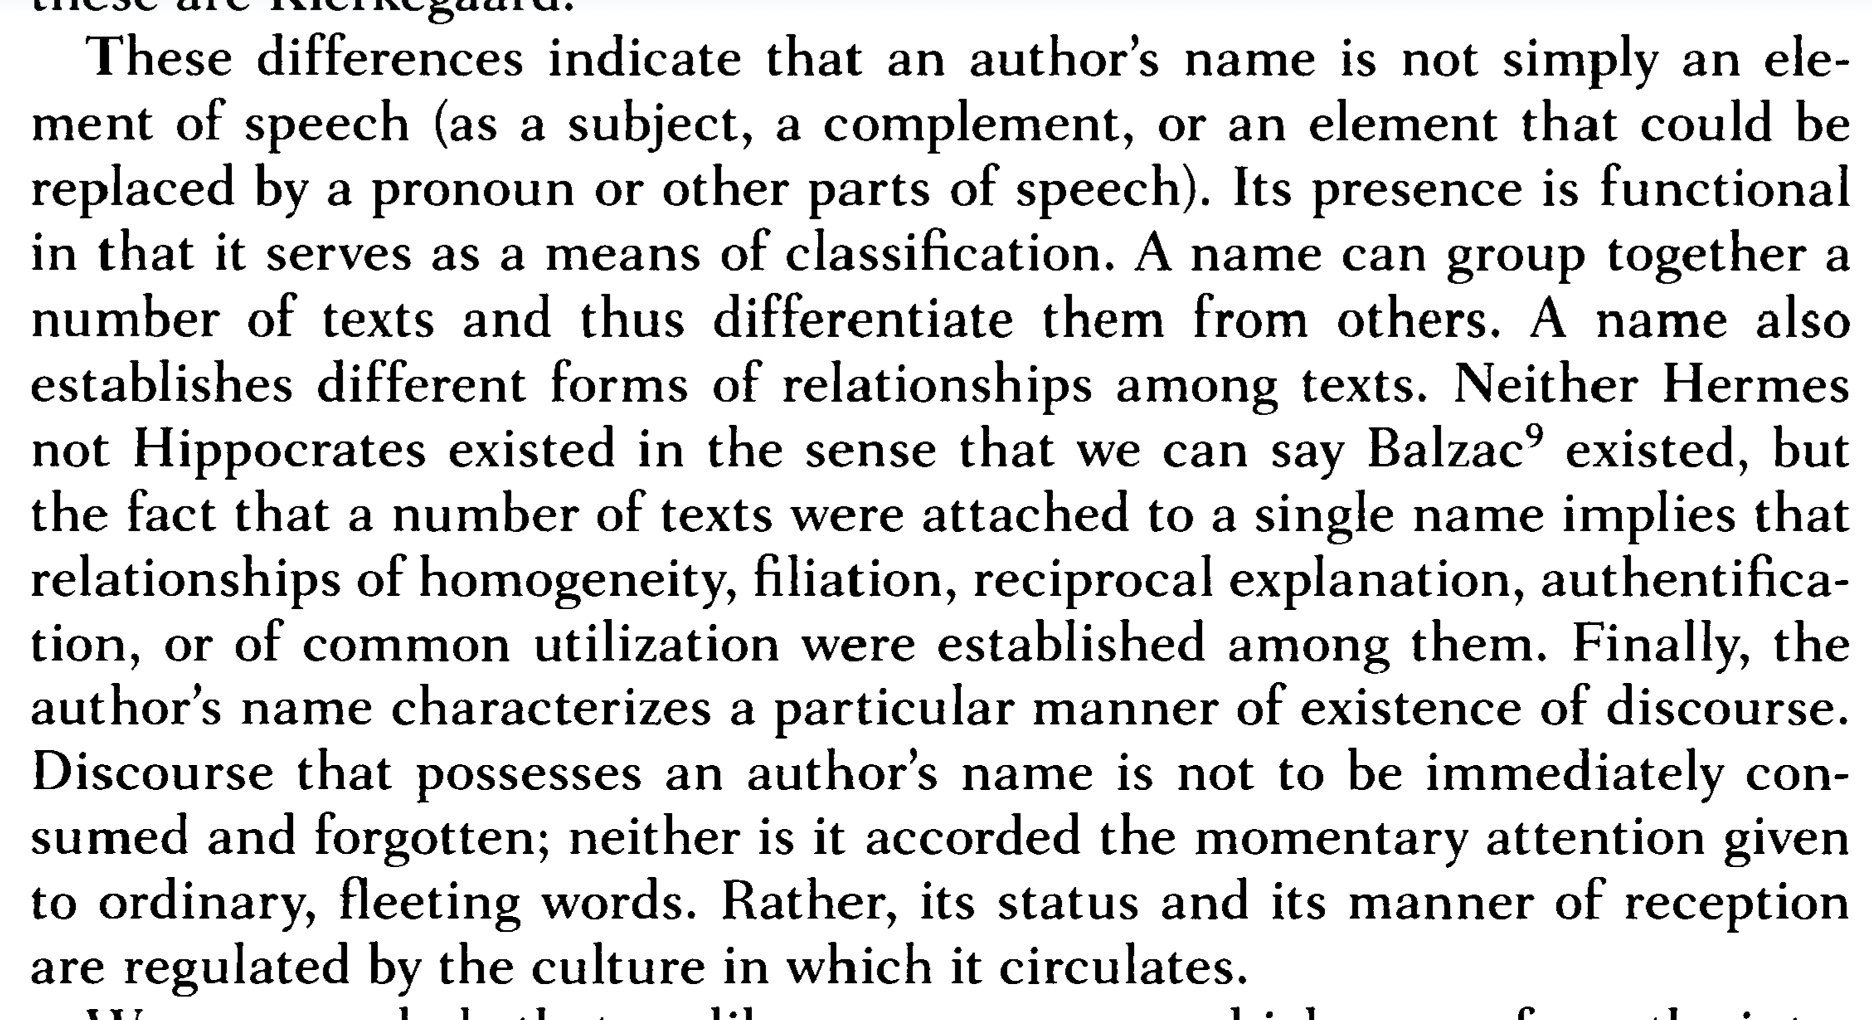 these are Kierkegaard.
These differences indicate that an author's name is not simply an ele-
ment of speech (as a subject, a complement, or an element that could be
replaced by a pronoun or other parts of speech). Its presence is functional
in that it serves as a means of classification. A name can group together a
number of texts and thus differentiate them from others. A name also
establishes different forms of relationships among texts. Neither Hermes
not Hippocrates existed in the sense that we can say Balzac⁹ existed, but
the fact that a number of texts were attached to a single name implies that
relationships of homogeneity, filiation, reciprocal explanation, authentifica-
tion, or of common utilization were established among them. Finally, the
author's name characterizes a particular manner of existence of discourse.
Discourse that possesses an author's name is not to be immediately con-
sumed and forgotten; neither is it accorded the momentary attention given
to ordinary, fleeting words. Rather, its status and its manner of reception
are regulated by the culture in which it circulates.